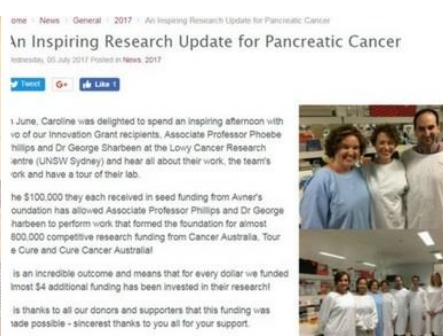 ome News General 2017 An Inspiring Research Update for Pancreatic Cancer
An Inspiring Research Update for Pancreatic Cancer
ednesday, 05 July 2017 Posted in News, 2017
Tweet G+ Like 1
June, Caroline was delighted to spend an inspiring afternoon with
wo of our Innovation Grant recipients, Associate Professor Phoebe
hillips and Dr George Sharbeen at the Lowy Cancer Research
entre (UNSW Sydney) and hear all about their work, the team's
ork and have a tour of their lab.
he $100,000 they each received in seed funding from Avner's
oundation has allowed Associate Professor Phillips and Dr George
harbeen to perform work that formed the foundation for almost
800,000 competitive research funding from Cancer Australia, Tour
e Cure and Cure Cancer Australia!
is an incredible outcome and means that for every dollar we funded
lmost $4 additional funding has been invested in their research!
is thanks to all our donors and supporters that this funding was
ade possible - sincerest thanks to you all for your support.